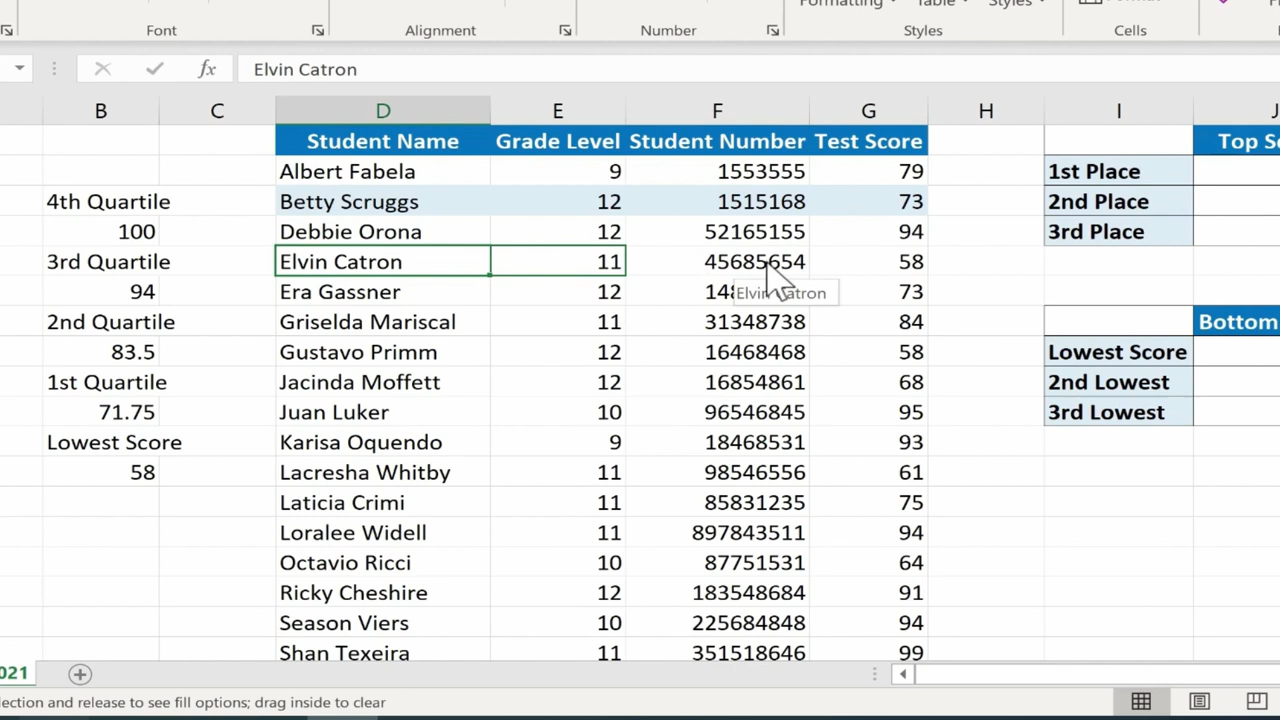 Formatting Table Styles Format
Font Alignment Number Styles Cells
fx Elvin Catron
B C D E F G H I J
Student Name Grade Level Student Number Test Score Top
Albert Fabela 9 1553555 79 1st Place
4th Quartile Betty Scruggs 12 1515168 73 2nd Place
100 Debbie Orona 12 52165155 94 3rd Place
3rd Quartile Elvin Catron 11 45685654 58
94 Era Gassner 12 Elvin Catron 73
2nd Quartile Griselda Mariscal 11 31348738 84 Bottom
83.5 Gustavo Primm 12 16468468 58 Lowest Score
1st Quartile Jacinda Moffett 12 16854861 68 2nd Lowest
71.75 Juan Luker 10 96546845 95 3rd Lowest
Lowest Score Karisa Oquendo 9 18468531 93
58 Lacresha Whitby 11 98546556 61
Laticia Crimi 11 85831235 75
Loralee Widell 11 897843511 94
Octavio Ricci 10 87751531 64
Ricky Cheshire 12 183548684 91
Season Viers 10 225684848 94
Shan Texeira 11 351518646 99
021
lection and release to see fill options; drag inside to clear